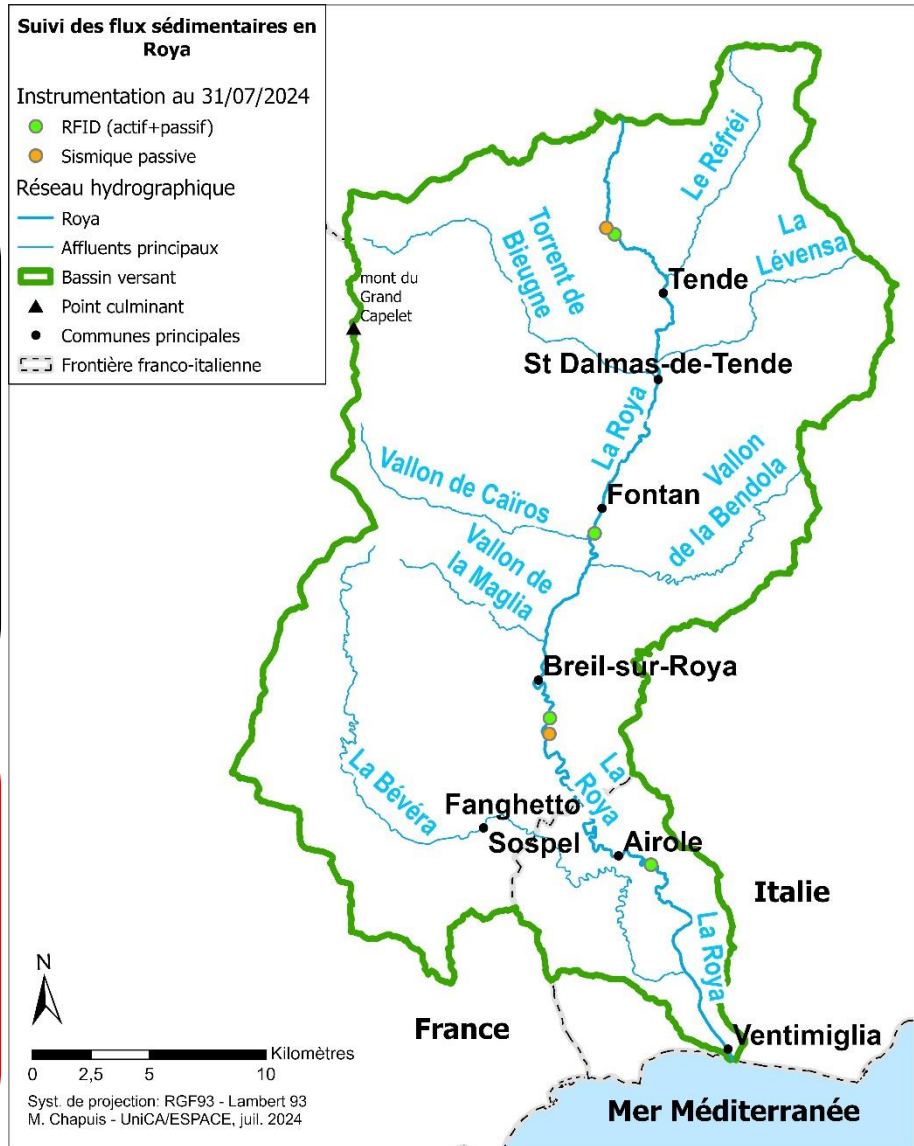 Suivi des flux sédimentaires en
Roya
Instrumentation au 31/07/2024
RFID (actif+passif)
Sismique passive
Réseau hydrographique
Roya
Affluents principaux
Bassin versant
Point culminant
Communes principales
Frontière franco-italienne
Le Réfréi
Torrent de
Bieugne
La
Lévensa
mont du
Grand
Capelet
Tende
St Dalmas-de-Tende
La Roya
Vallon de Caïros
Fontan
Vallon
de la Bendola
Vallon de
la Maglia
Breil-sur-Roya
La
Roya
La Bévéra
Fanghetto
Sospel
Airole
Italie
La Roya
France
Ventimiglia
Mer Méditerranée
N
Kilomètres
0 2,5 5 10
Syst. de projection: RGF93 - Lambert 93
M. Chapuis - UniCA/ESPACE, juil. 2024